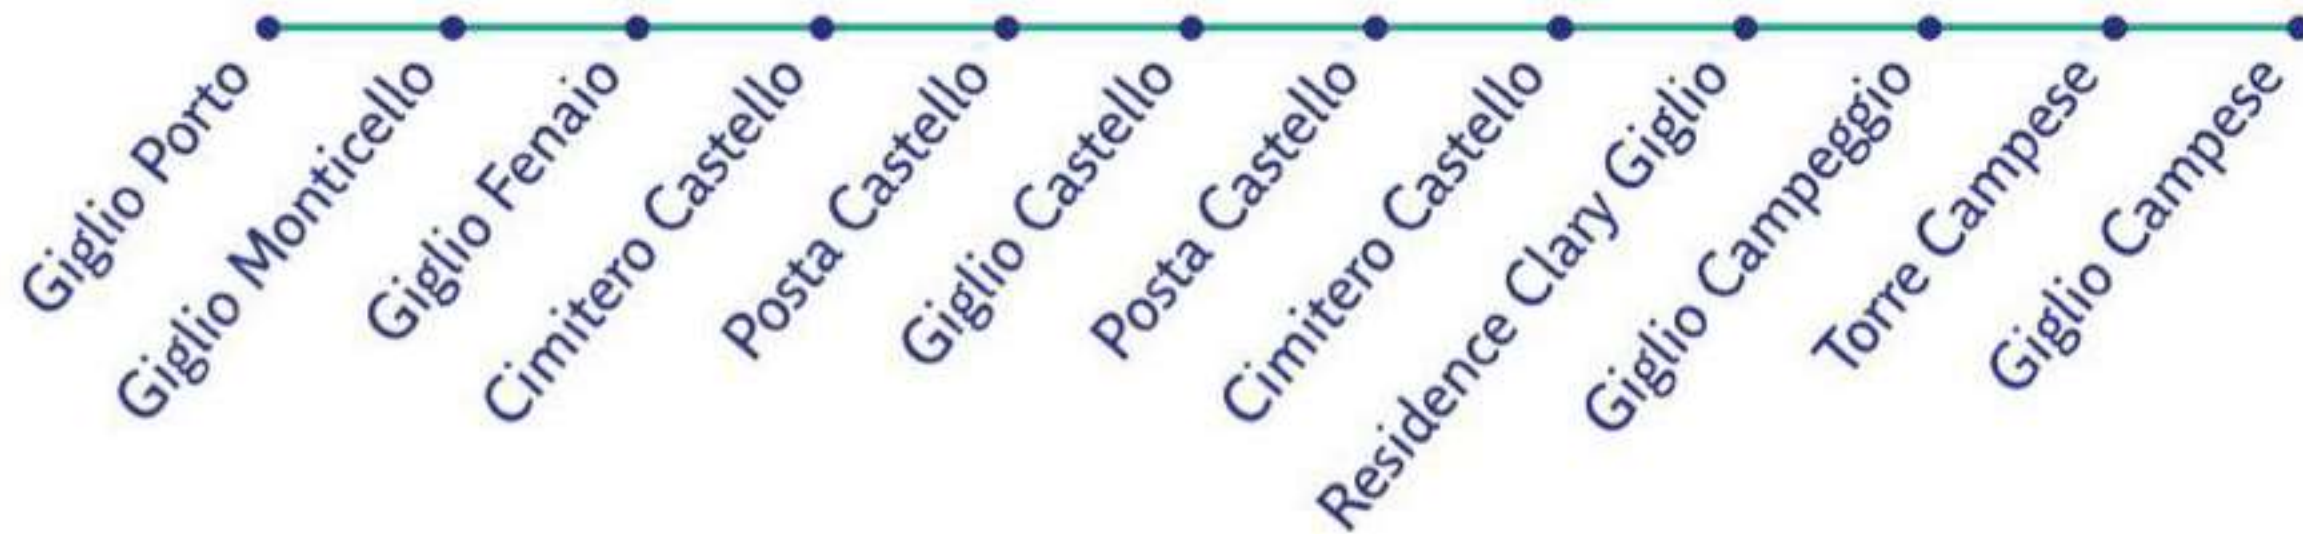 Giglio Porto
Giglio Monticello
Giglio Fenaio
Cimitero Castello
Posta Castello
Giglio Castello
Posta Castello
Cimitero Castello
Residence Clary Giglio
Giglio Campeggio
Torre Campese
Giglio Campese